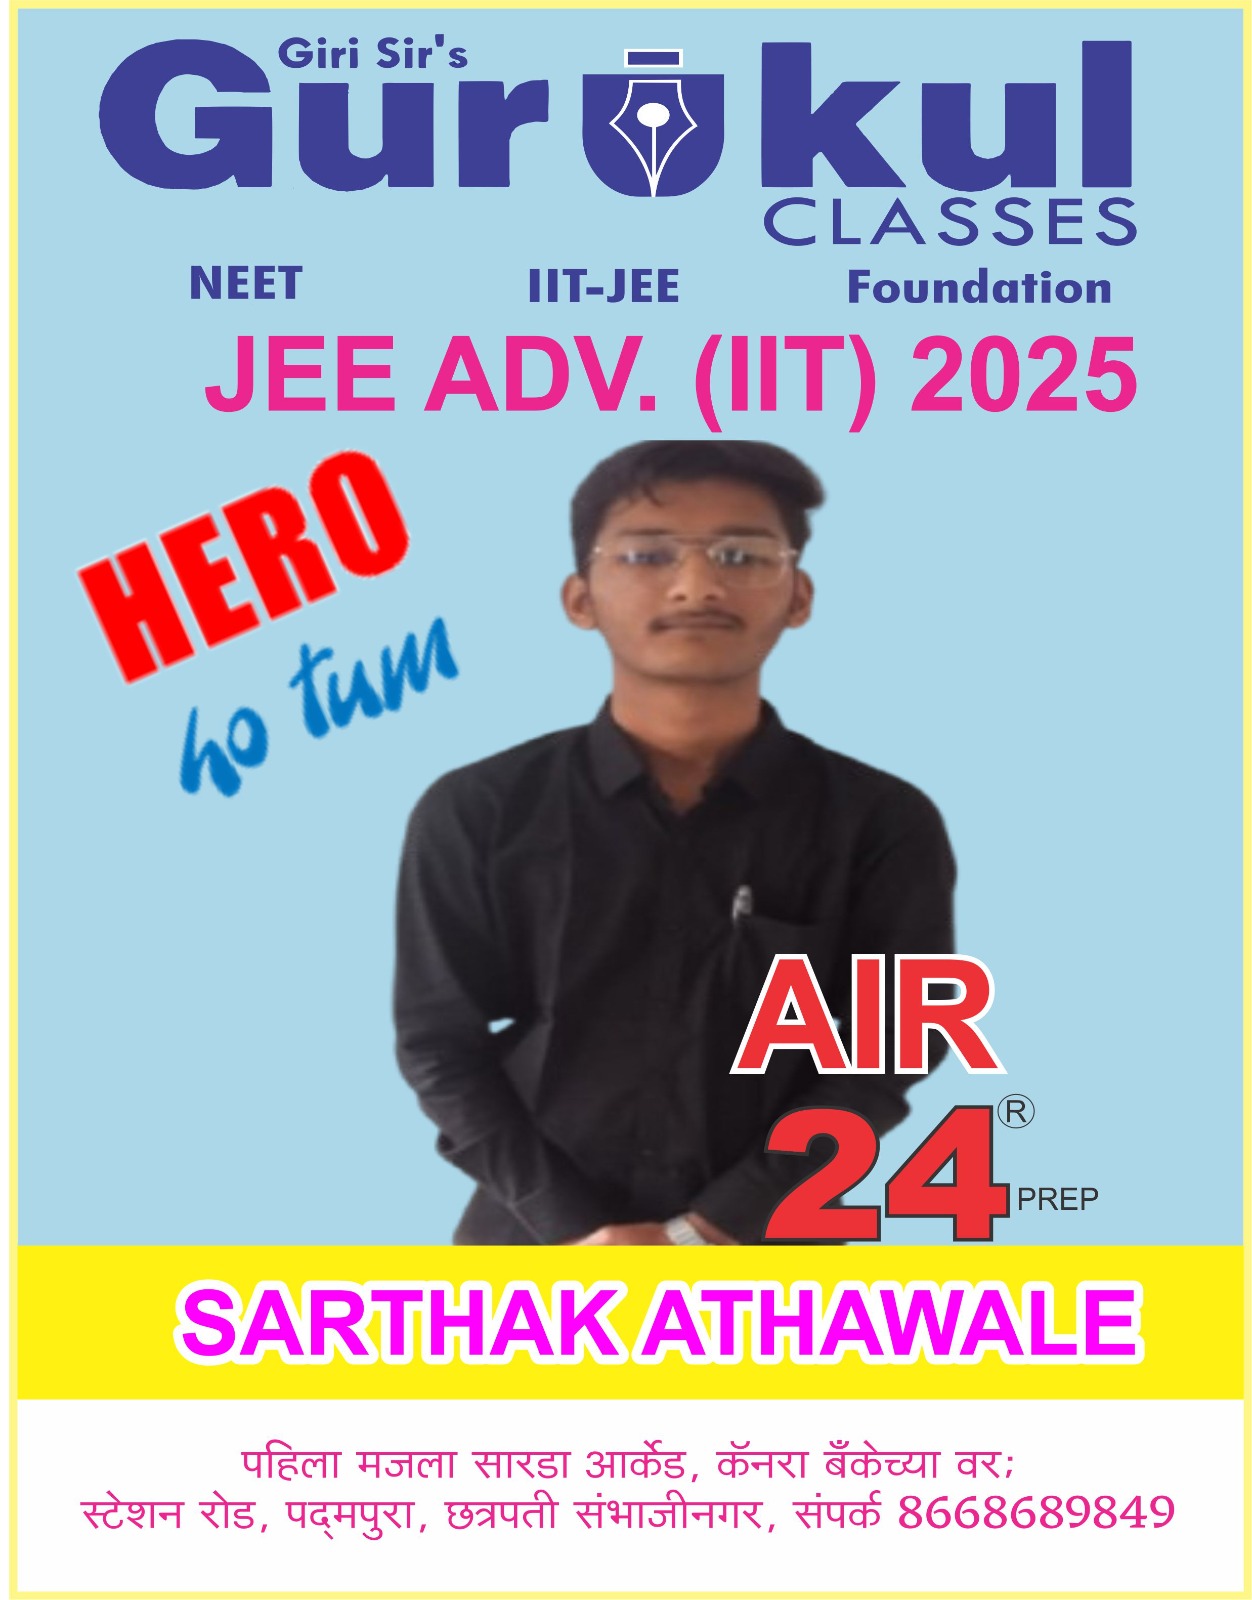 Giri Sir's
Gurukul
CLASSES
NEET IIT-JEE Foundation
JEE ADV. (IIT) 2025
HERO
ho tum
AIR
24® PREP
SARTHAK ATHAWALE
पहिला मजला सारडा आर्केड, कॅनरा बँकेच्या वर;
स्टेशन रोड, पद्मपुरा, छत्रपती संभाजीनगर, संपर्क 8668689849